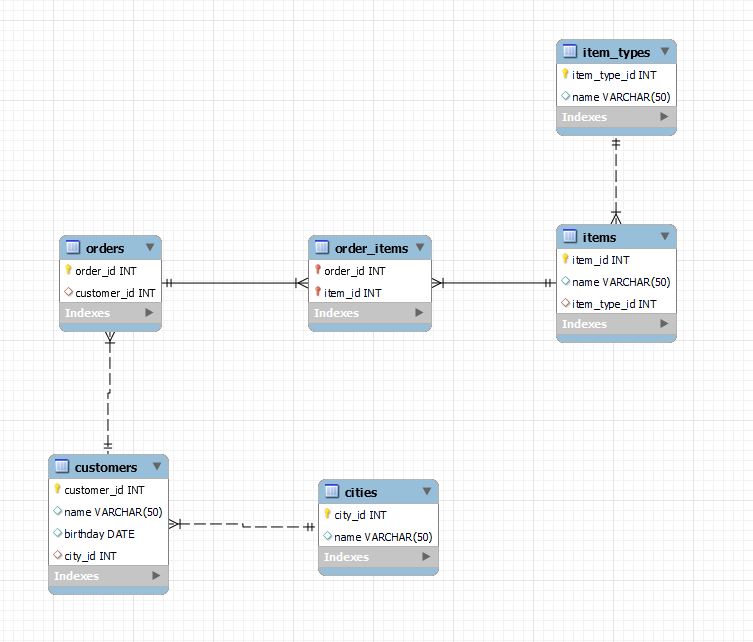 item_types
item_type_id INT
name VARCHAR(50)
Indexes
orders
order_id INT
customer_id INT
Indexes
order_items
order_id INT
item_id INT
Indexes
items
item_id INT
name VARCHAR(50)
item_type_id INT
Indexes
customers
customer_id INT
name VARCHAR(50)
birthday DATE
city_id INT
Indexes
cities
city_id INT
name VARCHAR(50)
Indexes